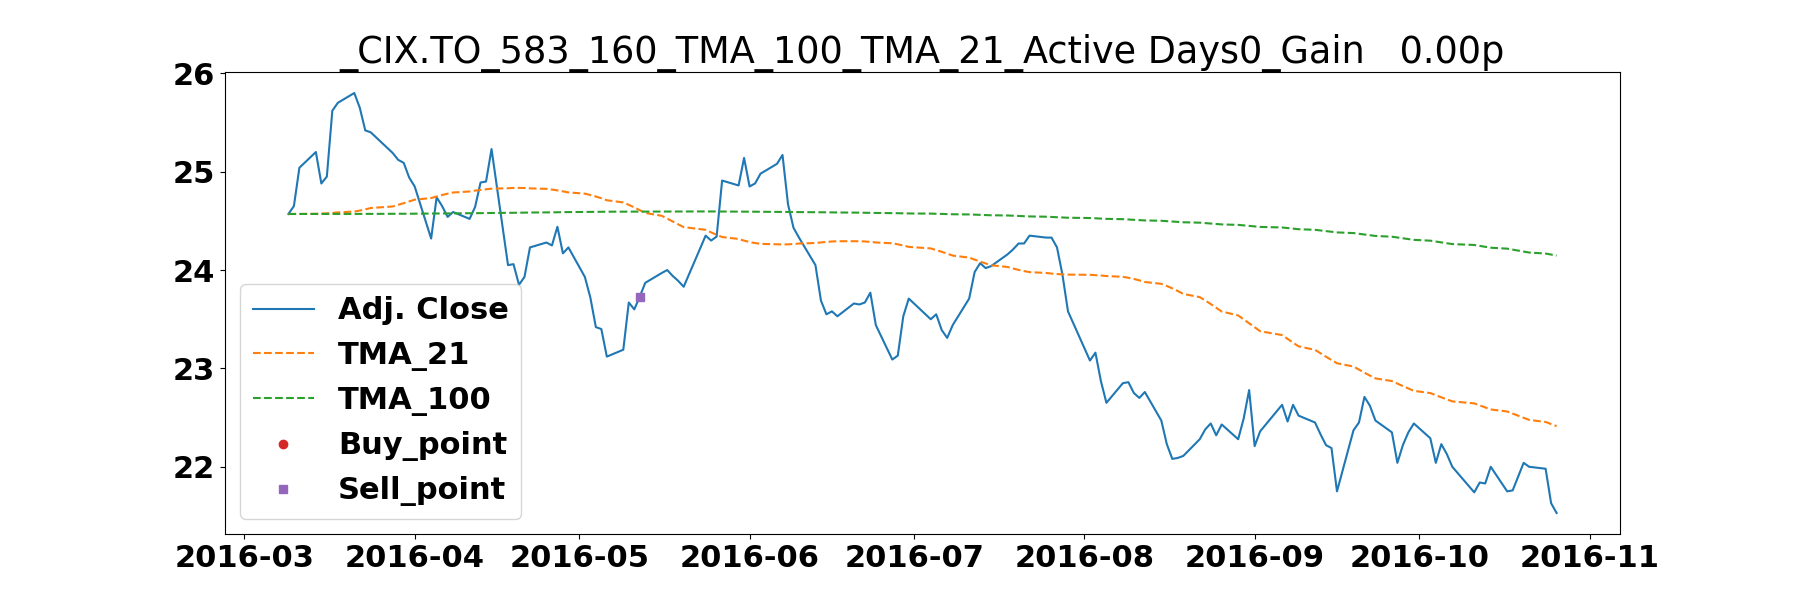 _CIX.TO_583_160_TMA_100_TMA_21_Active Days0_Gain   0.00p
26
25
24
23
22
Adj. Close
TMA_21
TMA_100
Buy_point
Sell_point
2016-03 2016-04 2016-05 2016-06 2016-07 2016-08 2016-09 2016-10 2016-11